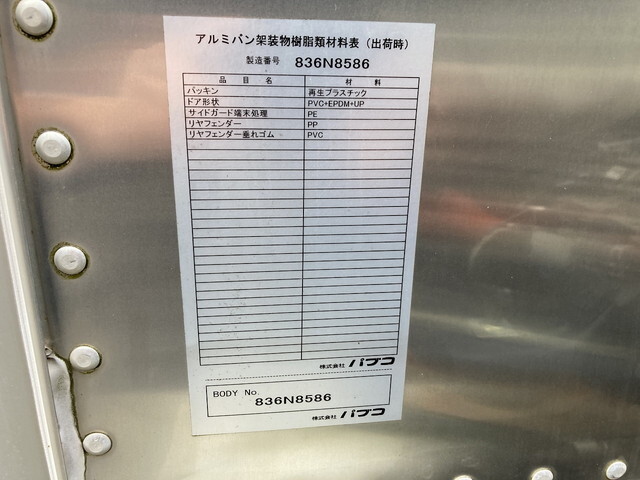 アルミバン架装物樹脂類材料表（出荷時）
製造番号 836N8586
品目名 材料
パッキン 再生プラスチック
ドア形状 PVC+EPDM+UP
サイドガード端末処理 PE
リヤフェンダー PP
リヤフェンダー垂れゴム PVC
株式会社 パブコ
BODY No. 836N8586
株式会社 パブコ